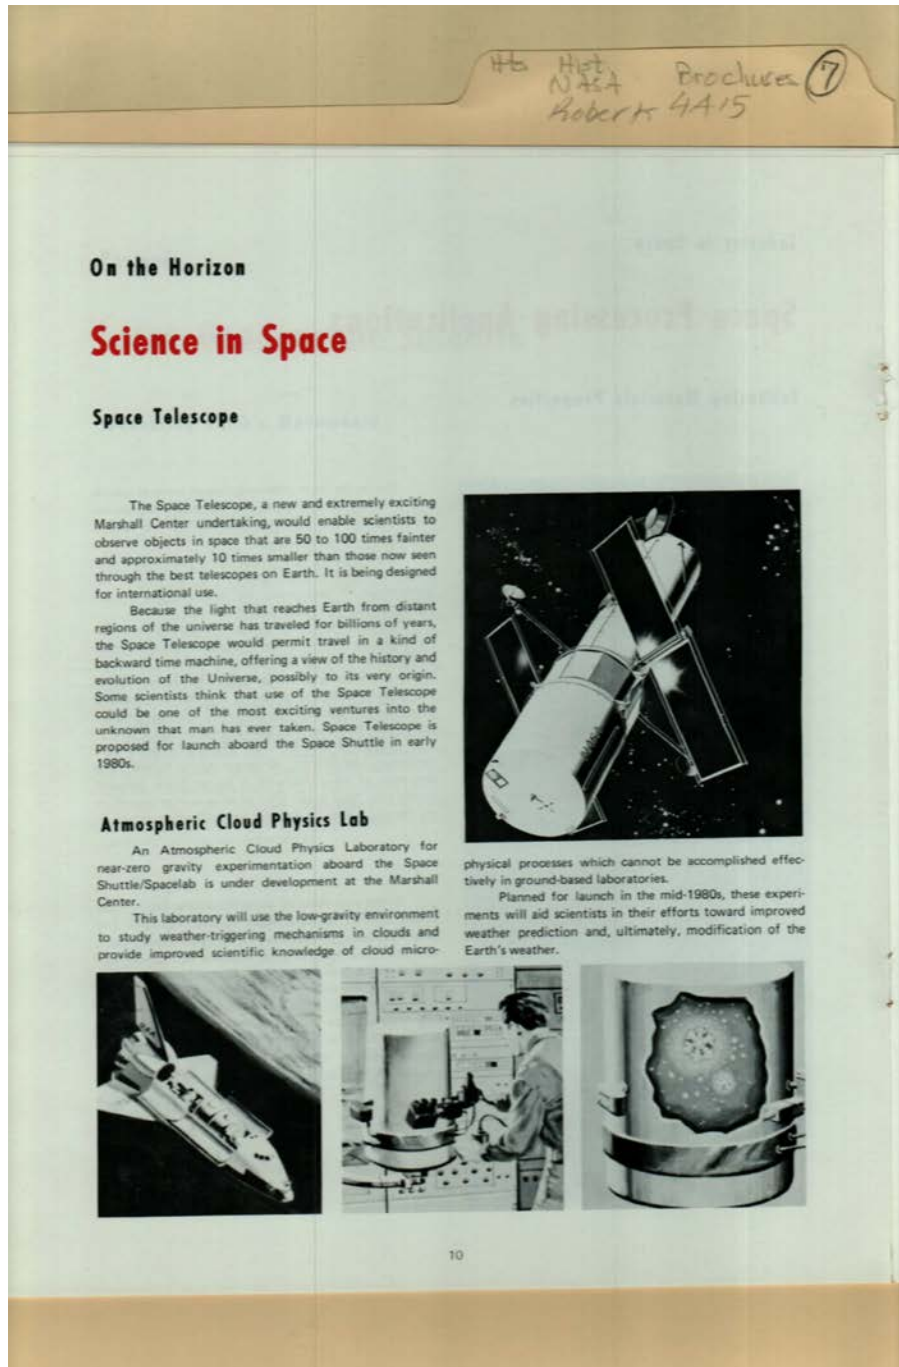 Hts Hist. Brochures 7
NASA
Roberts 4A15
On the Horizon
Science in Space
Space Telescope
The Space Telescope, a new and extremely exciting
Marshall Center undertaking, would enable scientists to
observe objects in space that are 50 to 100 times fainter
and approximately 10 times smaller than those now seen
through the best telescopes on Earth. It is being designed
for international use.
Because the light that reaches Earth from distant
regions of the universe has traveled for billions of years,
the Space Telescope would permit travel in a kind of
backward time machine, offering a view of the history and
evolution of the Universe, possibly to its very origin.
Some scientists think that use of the Space Telescope
could be one of the most exciting ventures into the
unknown that man has ever taken. Space Telescope is
proposed for launch aboard the Space Shuttle in early
1980s.
Atmospheric Cloud Physics Lab
An Atmospheric Cloud Physics Laboratory for
near-zero gravity experimentation aboard the Space
Shuttle/Spacelab is under development at the Marshall
Center.
This laboratory will use the low-gravity environment
to study weather-triggering mechanisms in clouds and
provide improved scientific knowledge of cloud micro-
physical processes which cannot be accomplished effec-
tively in ground-based laboratories.
Planned for launch in the mid-1980s, these experi-
ments will aid scientists in their efforts toward improved
weather prediction and, ultimately, modification of the
Earth's weather.
10